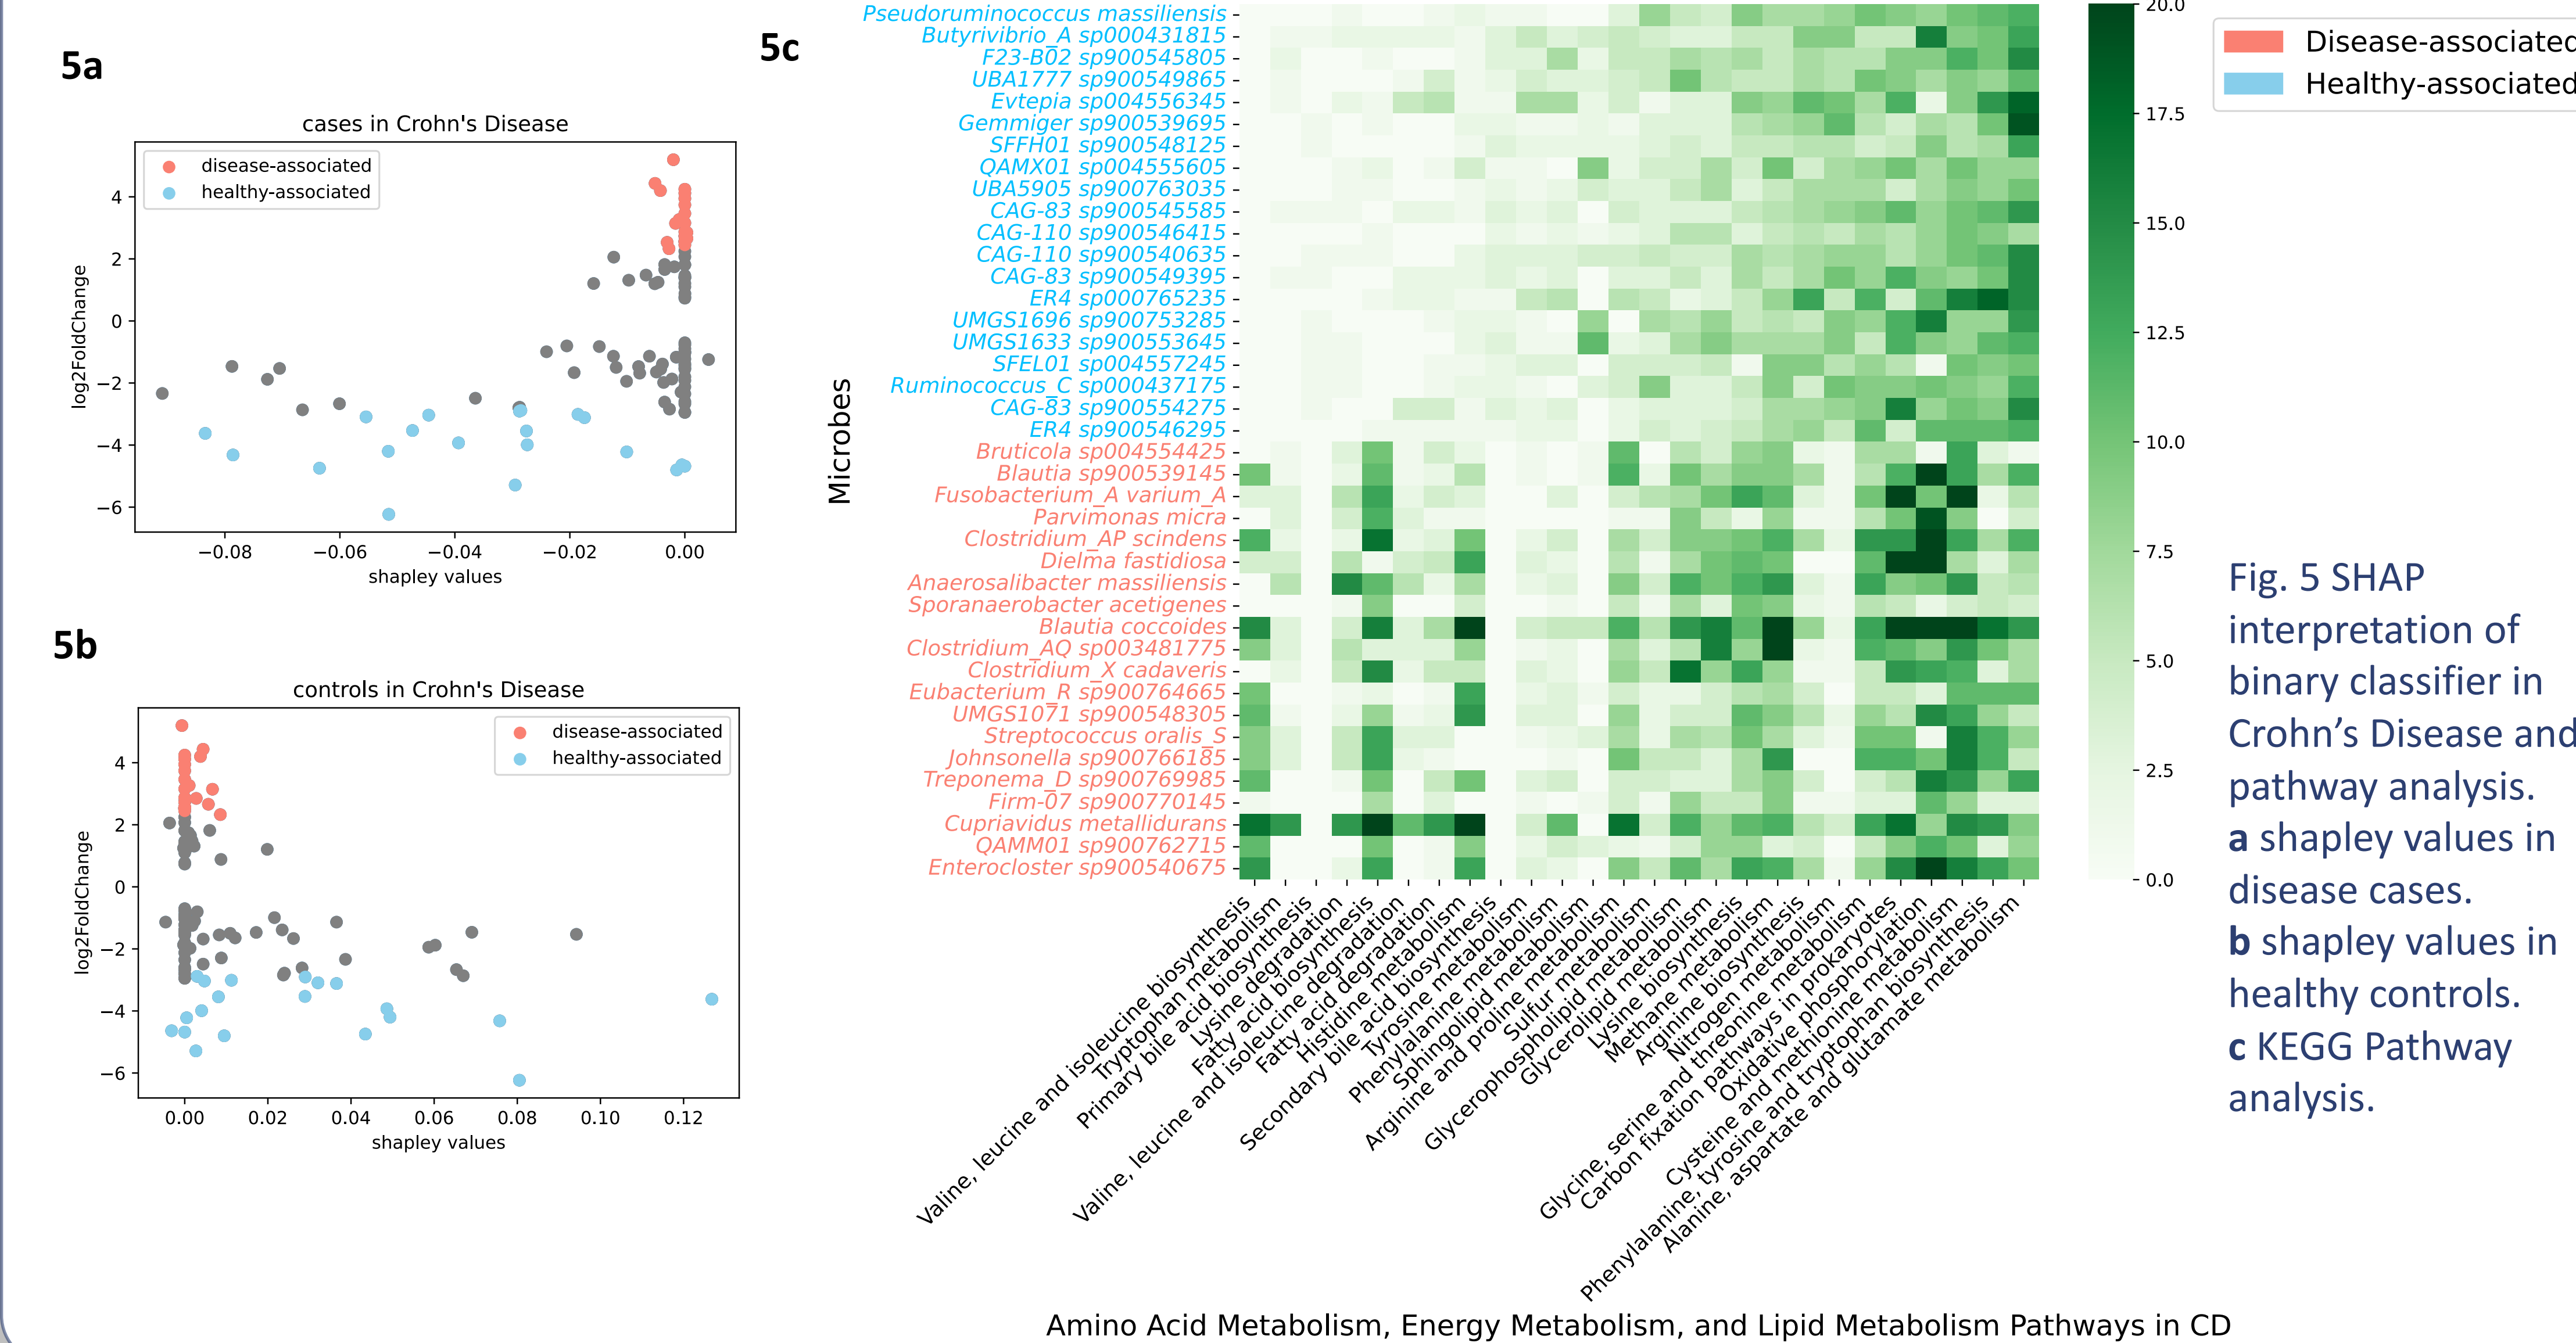 5a
cases in Crohn's Disease
disease-associated
healthy-associated
log2FoldChange
4
2
0
−2
−4
−6
−0.08 −0.06 −0.04 −0.02 0.00
shapley values
5b
controls in Crohn's Disease
disease-associated
healthy-associated
log2FoldChange
4
2
0
−2
−4
−6
0.00 0.02 0.04 0.06 0.08 0.10 0.12
shapley values
5c
Microbes
Pseudoruminococcus massiliensis
Butyrivibrio_A sp000431815
F23-B02 sp900545805
UBA1777 sp900549865
Evtepia sp004556345
Gemmiger sp900539695
SFFH01 sp900548125
QAMX01 sp004555605
UBA5905 sp900763035
CAG-83 sp900545585
CAG-110 sp900546415
CAG-110 sp900540635
CAG-83 sp900549395
ER4 sp000765235
UMGS1696 sp900753285
UMGS1633 sp900553645
SFEL01 sp004557245
Ruminococcus_C sp000437175
CAG-83 sp900554275
ER4 sp900546295
Bruticola sp004554425
Blautia sp900539145
Fusobacterium_A varium_A
Parvimonas micra
Clostridium_AP scindens
Dielma fastidiosa
Anaerosalibacter massiliensis
Sporanaerobacter acetigenes
Blautia coccoides
Clostridium_AQ sp003481775
Clostridium_X cadaveris
Eubacterium_R sp900764665
UMGS1071 sp900548305
Streptococcus oralis_S
Johnsonella sp900766185
Treponema_D sp900769985
Firm-07 sp900770145
Cupriavidus metallidurans
QAMM01 sp900762715
Enterocloster sp900540675
Valine, leucine and isoleucine biosynthesis
Tryptophan metabolism
Primary bile acid biosynthesis
Lysine degradation
Fatty acid biosynthesis
Valine, leucine and isoleucine degradation
Fatty acid degradation
Histidine metabolism
Secondary bile acid biosynthesis
Tyrosine metabolism
Phenylalanine metabolism
Sphingolipid metabolism
Arginine and proline metabolism
Sulfur metabolism
Glycerophospholipid metabolism
Glycerolipid metabolism
Lysine biosynthesis
Methane metabolism
Arginine biosynthesis
Nitrogen metabolism
Glycine, serine and threonine metabolism
Carbon fixation pathways in prokaryotes
Oxidative phosphorylation
Cysteine and methionine metabolism
Phenylalanine, tyrosine and tryptophan biosynthesis
Alanine, aspartate and glutamate metabolism
Amino Acid Metabolism, Energy Metabolism, and Lipid Metabolism Pathways in CD
20.0
17.5
15.0
12.5
10.0
7.5
5.0
2.5
0.0
Disease-associated
Healthy-associated
Fig. 5 SHAP
interpretation of
binary classifier in
Crohn’s Disease and
pathway analysis.
a shapley values in
disease cases.
b shapley values in
healthy controls.
c KEGG Pathway
analysis.